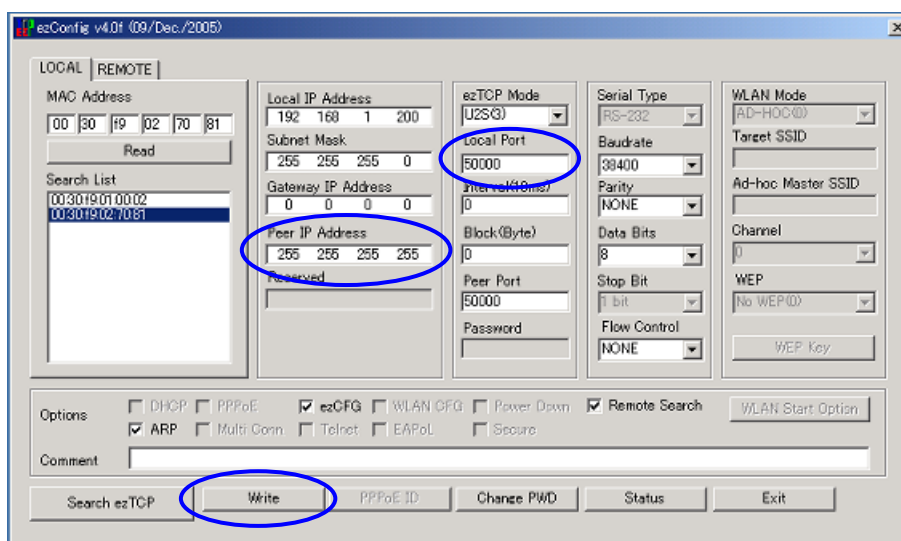 ezConfig v4.0f (09/Dec./2005)
LOCAL REMOTE
MAC Address
00 30 f9 02 70 81
Read
Search List
00:30:f9:01:00:02
00:30:f9:02:70:81
Local IP Address
192 168 1 200
Subnet Mask
255 255 255 0
Gateway IP Address
0 0 0 0
Peer IP Address
255 255 255 255
Reserved
ezTCP Mode
U2S(3)
Local Port
50000
Interval(10ms)
0
Block(Byte)
0
Peer Port
50000
Password
Serial Type
RS-232
Baudrate
38400
Parity
NONE
Data Bits
8
Stop Bit
1 bit
Flow Control
NONE
WLAN Mode
AD-HOC(0)
Target SSID
Ad-hoc Master SSID
Channel
0
WEP
No WEP(0)
WEP Key
Options
DHCP PPPoE ezCFG WLAN CFG Power Down Remote Search
WLAN Start Option
ARP Multi Conn. Telnet EAPoL Secure
Comment
Search ezTCP Write PPPoE ID Change PWD Status Exit